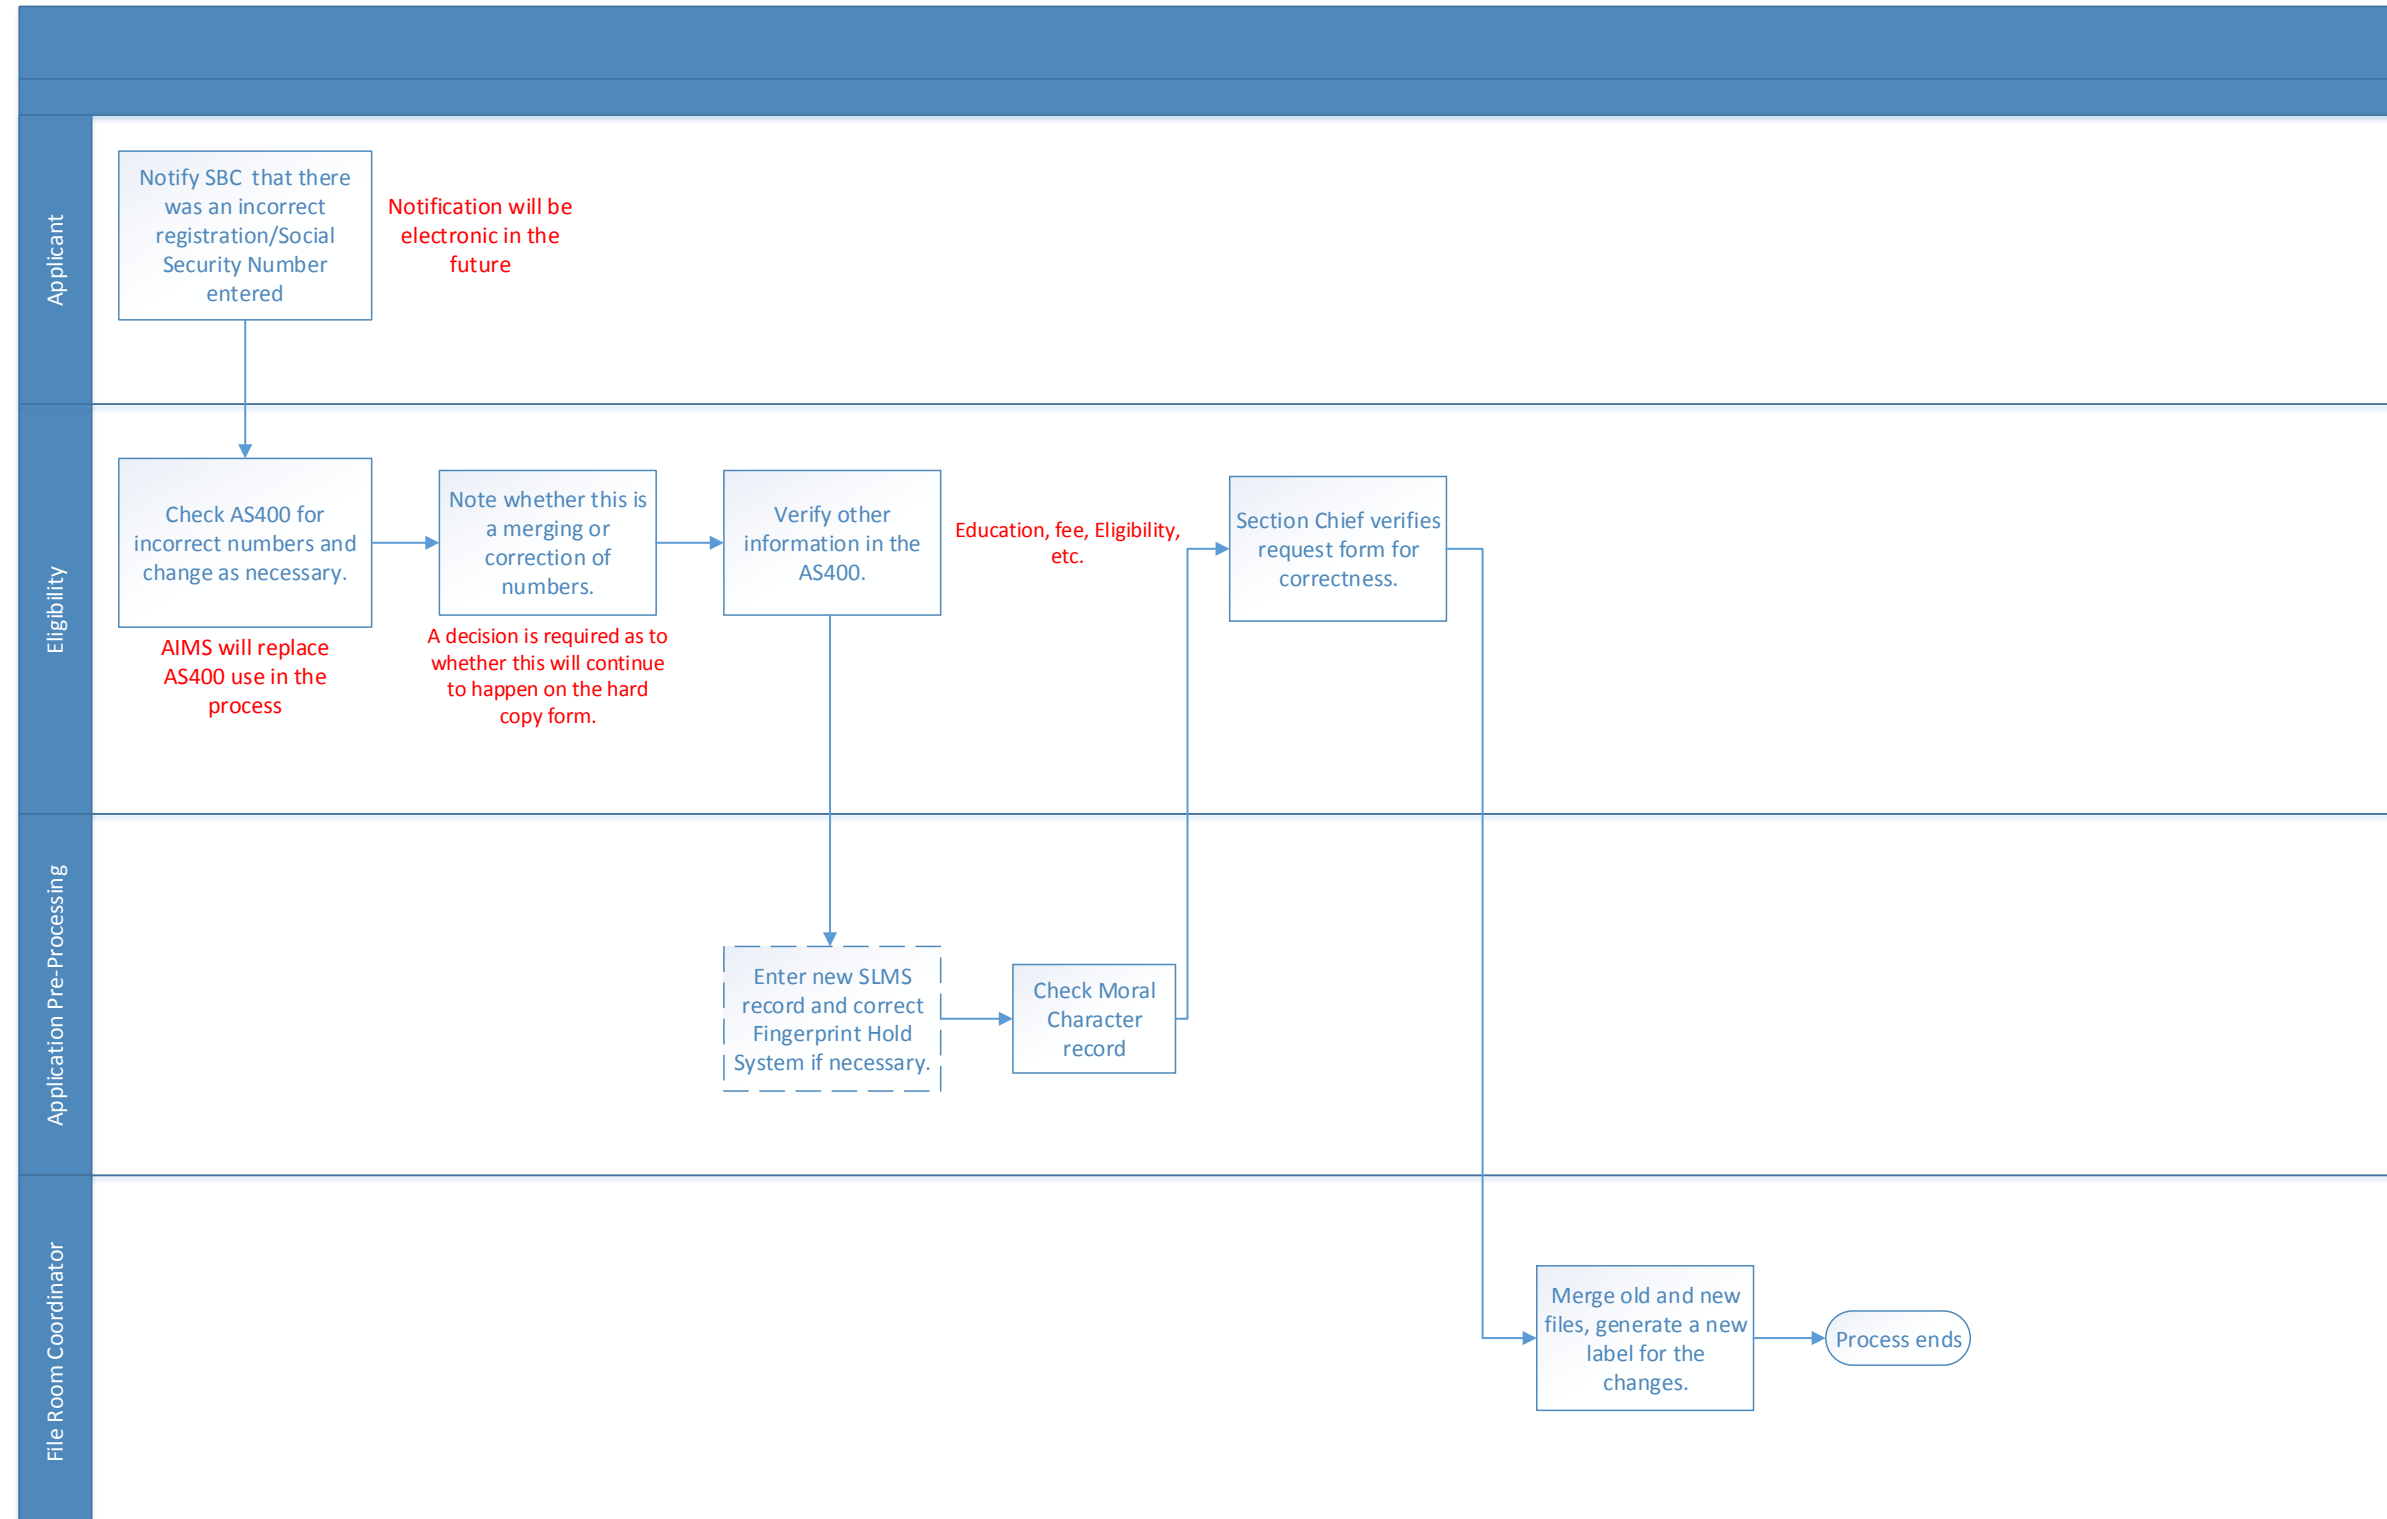 Applicant
Notify SBC  that there
was an incorrect
registration/Social
Security Number
entered
Notification will be
electronic in the
future
Eligibility
Check AS400 for
incorrect numbers and
change as necessary.
AIMS will replace
AS400 use in the
process
Note whether this is
a merging or
correction of
numbers.
A decision is required as to
whether this will continue
to happen on the hard
copy form.
Verify other
information in the
AS400.
Education, fee, Eligibility,
etc.
Section Chief verifies
request form for
correctness.
Application Pre-Processing
Enter new SLMS
record and correct
Fingerprint Hold
System if necessary.
Check Moral
Character
record
File Room Coordinator
Merge old and new
files, generate a new
label for the
changes.
Process ends